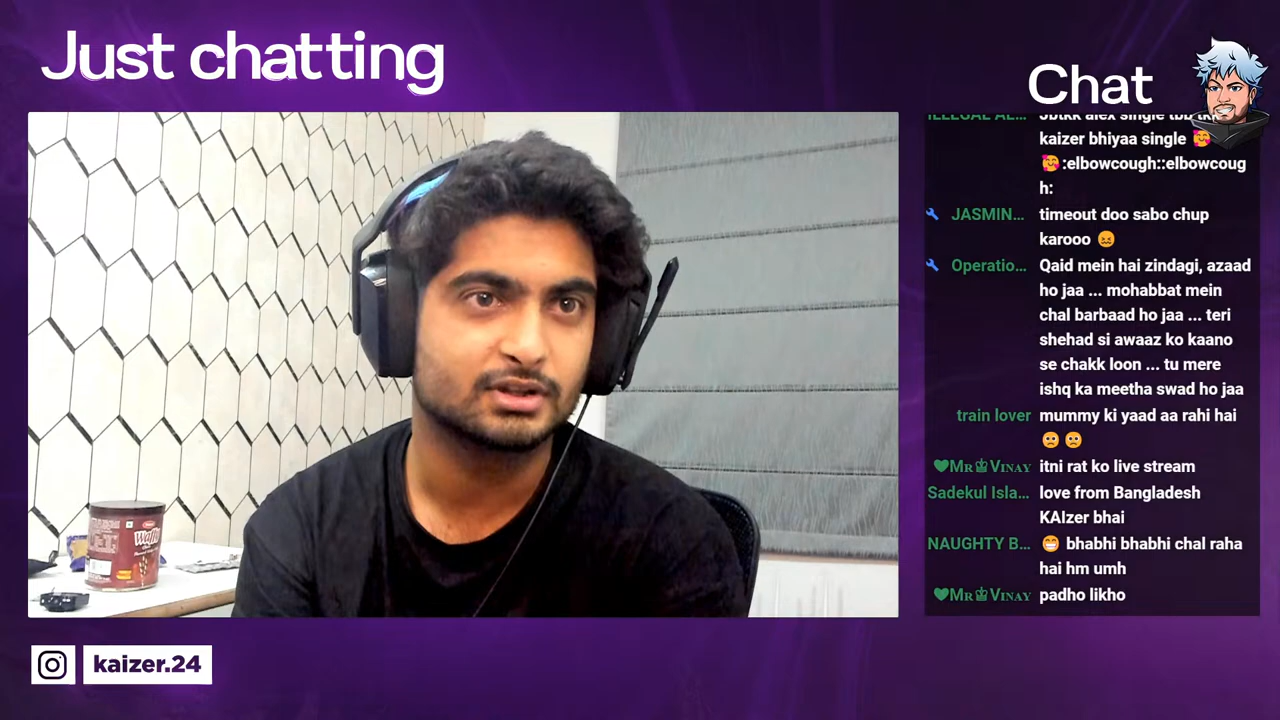 Just chatting
Chat
kaizer bhiyaa single 🥰
🥰:elbowcough::elbowcoug
h:
JASMIN... timeout doo sabo chup
karooo 😖
Operatio... Qaid mein hai zindagi, azaad
ho jaa ... mohabbat mein
chal barbaad ho jaa ... teri
shehad si awaaz ko kaano
se chakk loon ... tu mere
ishq ka meetha swad ho jaa
train lover mummy ki yaad aa rahi hai
🙁 🙁
💚Mʀ♔Vɪɴᴀʏ itni rat ko live stream
Sadekul Isla... love from Bangladesh
KAIzer bhai
NAUGHTY B... 😁 bhabhi bhabhi chal raha
hai hm umh
💚Mʀ♔Vɪɴᴀʏ padho likho
kaizer.24